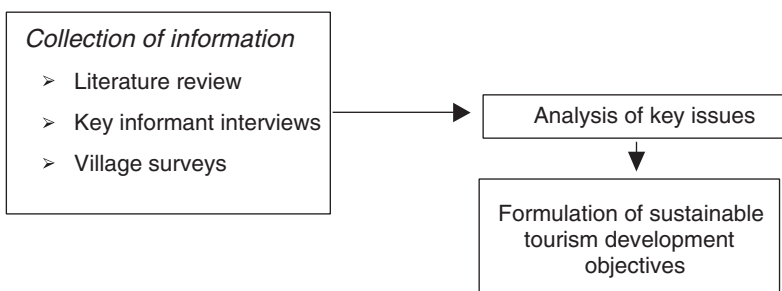 Collection of information
➢ Literature review
➢ Key informant interviews
➢ Village surveys
Analysis of key issues
Formulation of sustainable
tourism development
objectives